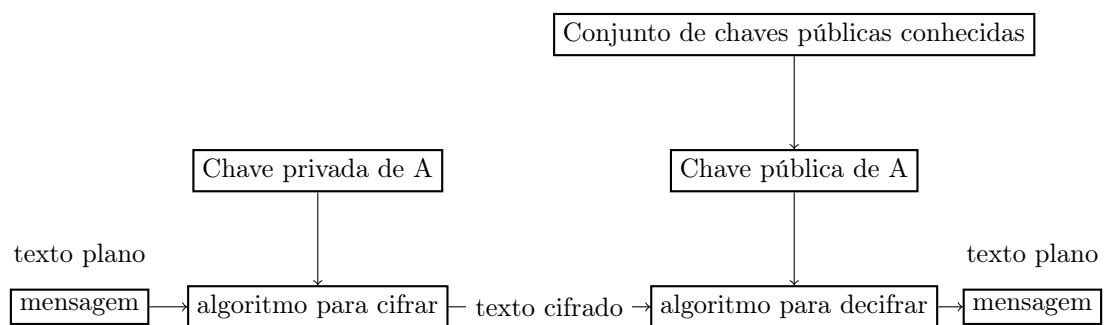 Conjunto de chaves públicas conhecidas
Chave privada de A
Chave pública de A
texto plano
texto plano
mensagem
algoritmo para cifrar
texto cifrado
algoritmo para decifrar
mensagem